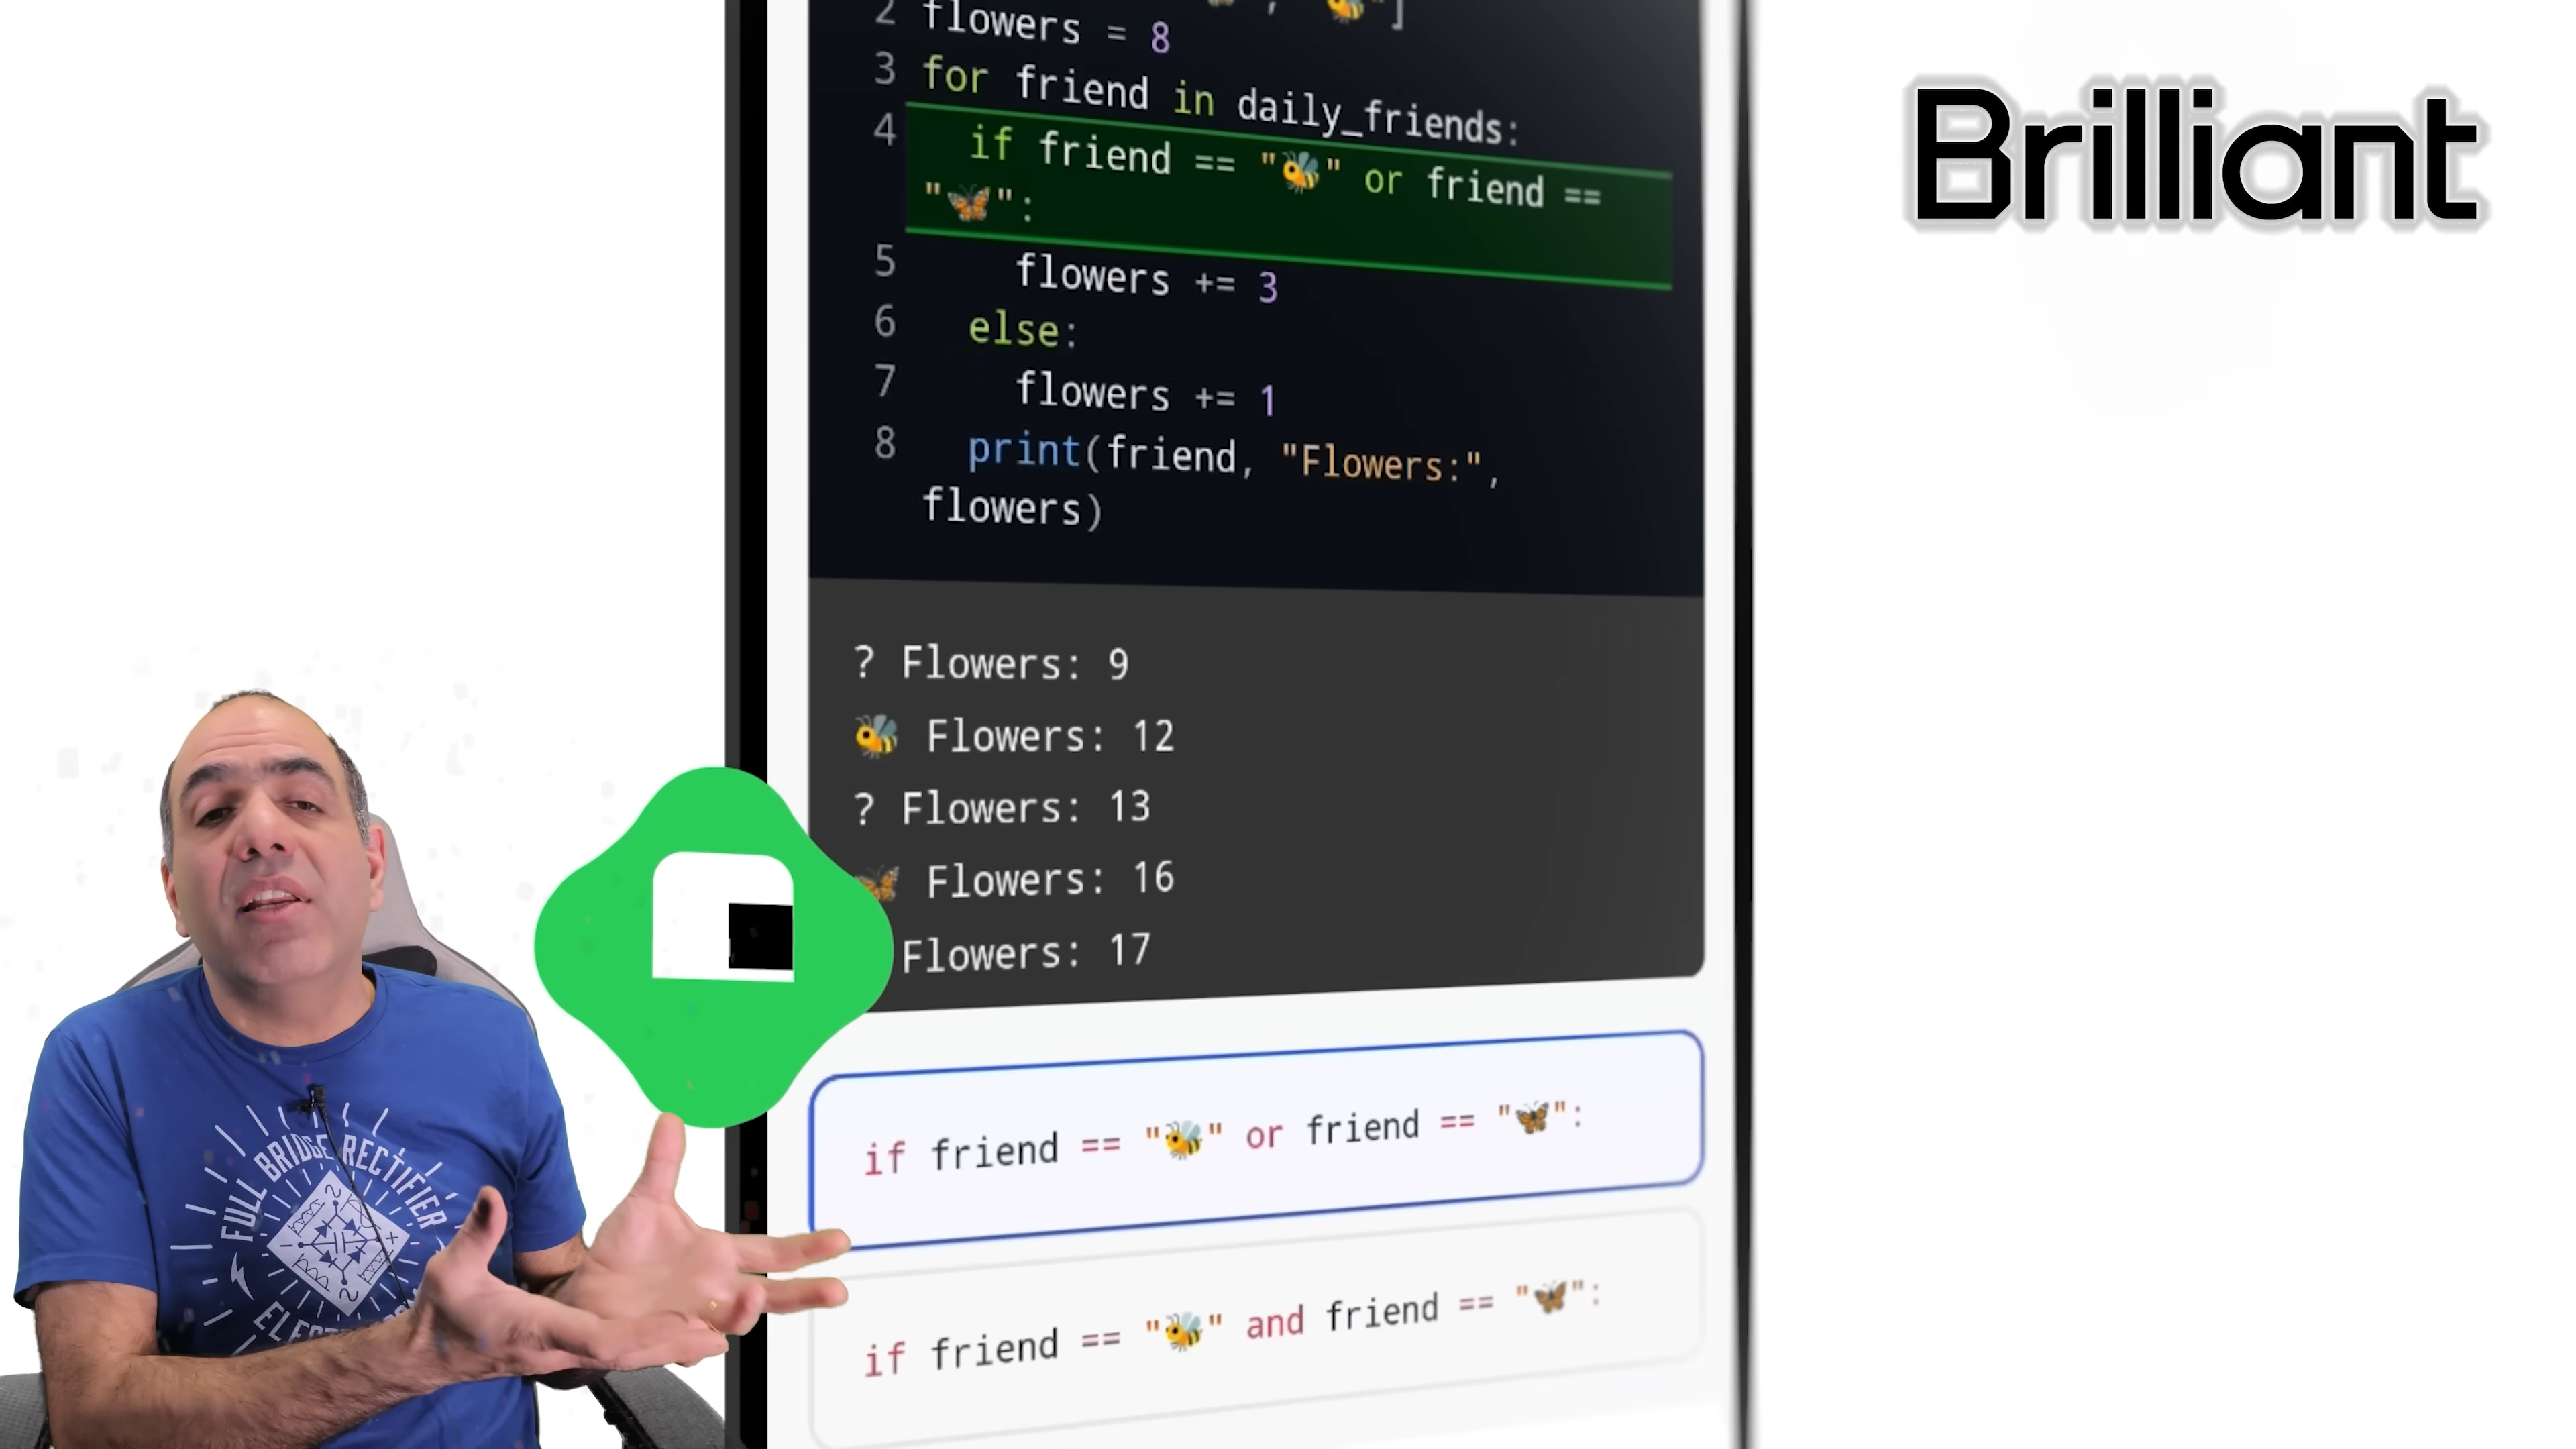 Brilliant
", "🐝"]
2 flowers = 8
3 for friend in daily_friends:
4 if friend == "🐝" or friend ==
"🦋":
5 flowers += 3
6 else:
7 flowers += 1
8 print(friend, "Flowers:",
flowers)
? Flowers: 9
🐝 Flowers: 12
? Flowers: 13
🦋 Flowers: 16
Flowers: 17
if friend == "🐝" or friend == "🦋":
if friend == "🐝" and friend == "🦋":
FULL BRIDGE RECTIFIER